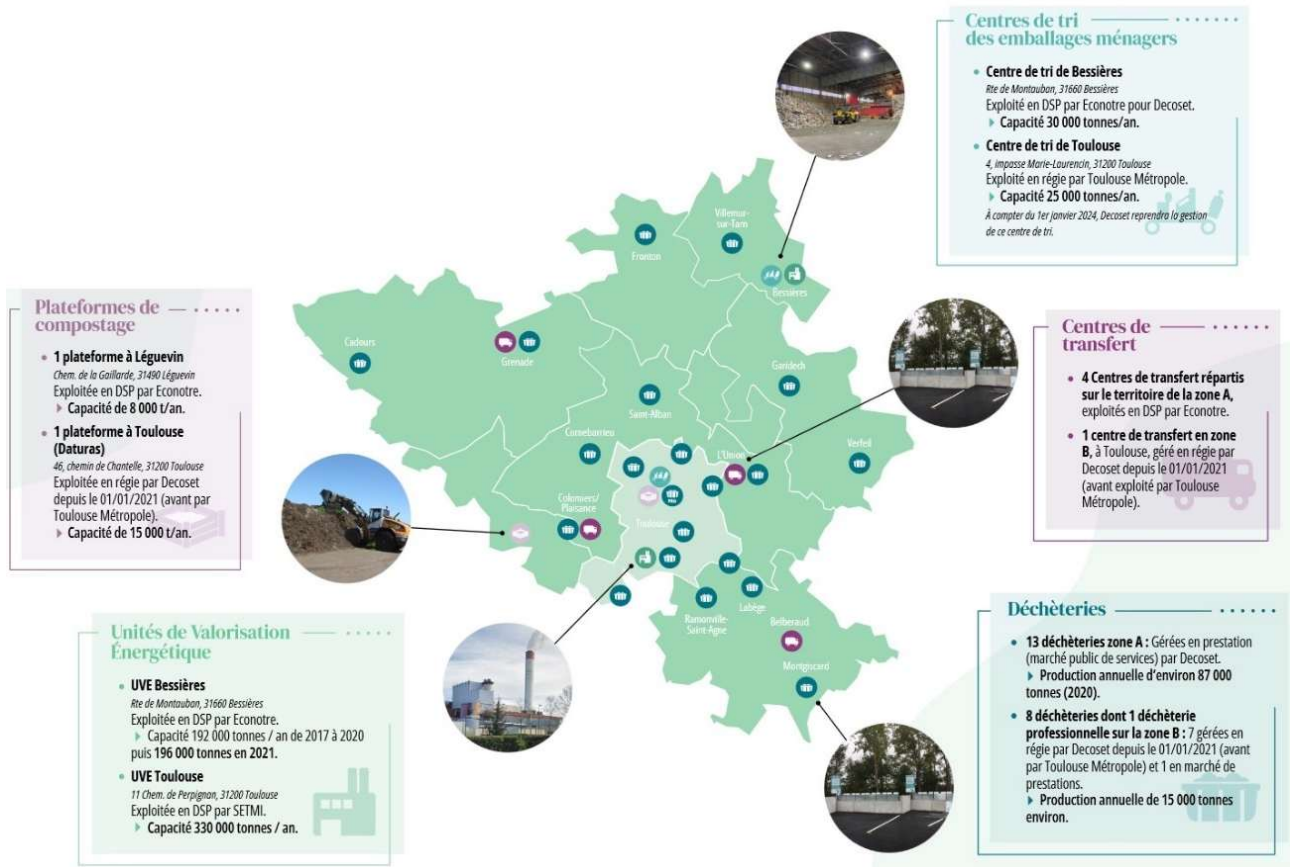 Centres de tri
des emballages ménagers
• Centre de tri de Bessières
Rte de Montauban, 31660 Bessières
Exploité en DSP par Econotre pour Decoset.
Capacité 30 000 tonnes/an.
• Centre de tri de Toulouse
4, impasse Marie-Laurencin, 31200 Toulouse
Exploité en régie par Toulouse Métropole.
Capacité 25 000 tonnes/an.
À compter du 1er janvier 2024, Decoset reprendra la gestion
de ce centre de tri.
Plateformes de
compostage
• 1 plateforme à Léguevin
Chem. de la Gaillarde, 31490 Léguevin
Exploitée en DSP par Econotre.
Capacité de 8 000 t/an.
• 1 plateforme à Toulouse
(Daturas)
46, chemin de Chantelle, 31200 Toulouse
Exploitée en régie par Decoset
depuis le 01/01/2021 (avant par
Toulouse Métropole).
Capacité de 15 000 t/an.
Villemur-
sur-Tarn
Fronton
Bessières
Cadours
Grenade
Garidech
Saint-Alban
Cornebarrieu
L'Union
Verfeil
Colomiers/
Plaisance
Toulouse
Ramonville-
Saint-Agne
Labège
Belberaud
Montgiscard
Centres de
transfert
• 4 Centres de transfert répartis
sur le territoire de la zone A,
exploités en DSP par Econotre.
• 1 centre de transfert en zone
B, à Toulouse, géré en régie par
Decoset depuis le 01/01/2021
(avant exploité par Toulouse
Métropole).
Unités de Valorisation
Énergétique
• UVE Bessières
Rte de Montauban, 31660 Bessières
Exploitée en DSP par Econotre.
Capacité 192 000 tonnes / an de 2017 à 2020
puis 196 000 tonnes en 2021.
• UVE Toulouse
11 Chem. de Perpignan, 31200 Toulouse
Exploitée en DSP par SETMI.
Capacité 330 000 tonnes / an.
Déchèteries
• 13 déchèteries zone A : Gérées en prestation
(marché public de services) par Decoset.
Production annuelle d'environ 87 000
tonnes (2020).
• 8 déchèteries dont 1 déchèterie
professionnelle sur la zone B : 7 gérées en
régie par Decoset depuis le 01/01/2021 (avant
par Toulouse Métropole) et 1 en marché de
prestations.
Production annuelle de 15 000 tonnes
environ.